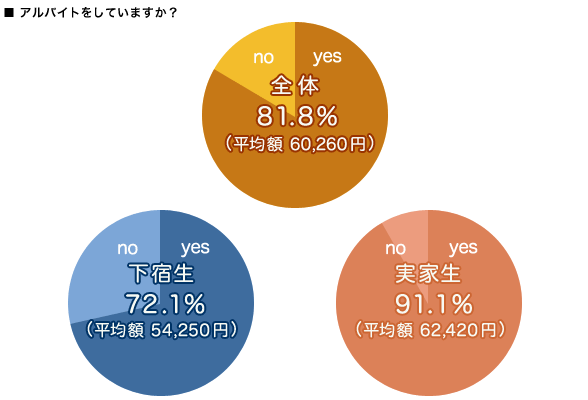 ■ アルバイトをしていますか？
no yes
全体
81.8%
（平均額 60,260円）
no yes
下宿生
72.1%
（平均額 54,250円）
no yes
実家生
91.1%
（平均額 62,420円）